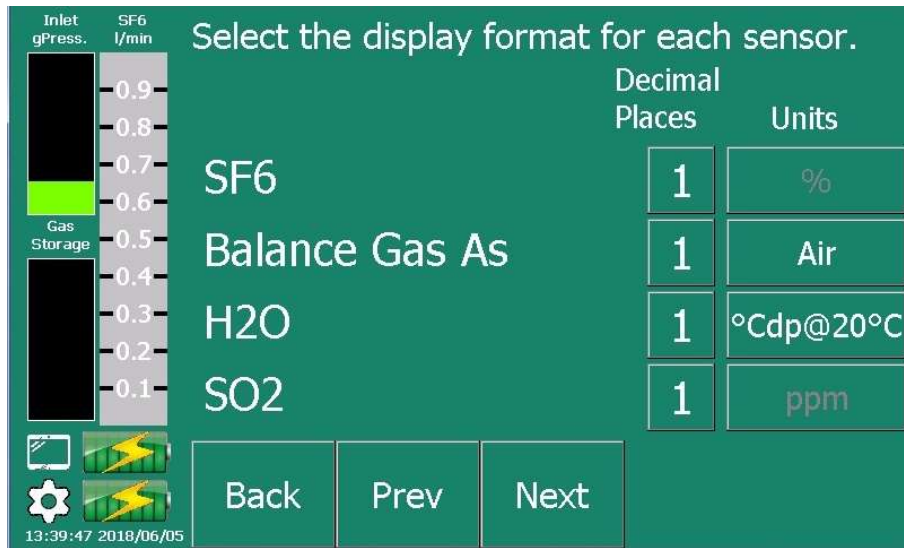 Inlet gPress.
SF6 l/min
Select the display format for each sensor.
Decimal Places
Units
0.9
0.8
0.7
0.6
0.5
0.4
0.3
0.2
0.1
Gas Storage
SF6 1 %
Balance Gas As 1 Air
H2O 1 °Cdp@20°C
SO2 1 ppm
Back Prev Next
13:39:47 2018/06/05